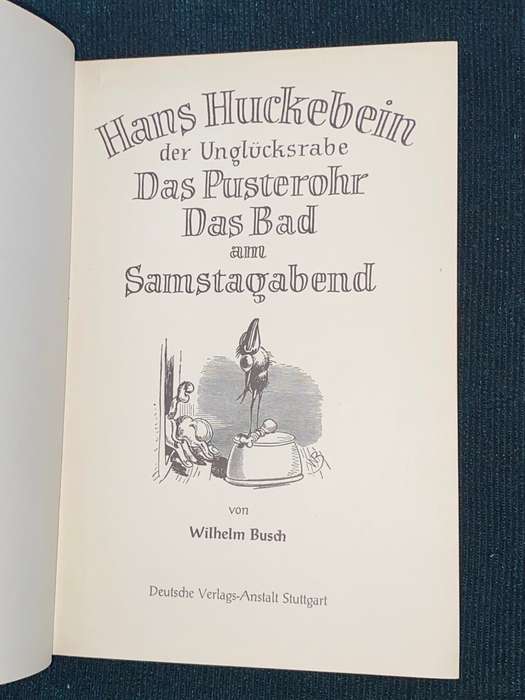 Hans Huckebein
der Unglücksrabe
Das Pusterohr
Das Bad
am
Samstagabend
von
Wilhelm Busch
Deutsche Verlags-Anstalt Stuttgart